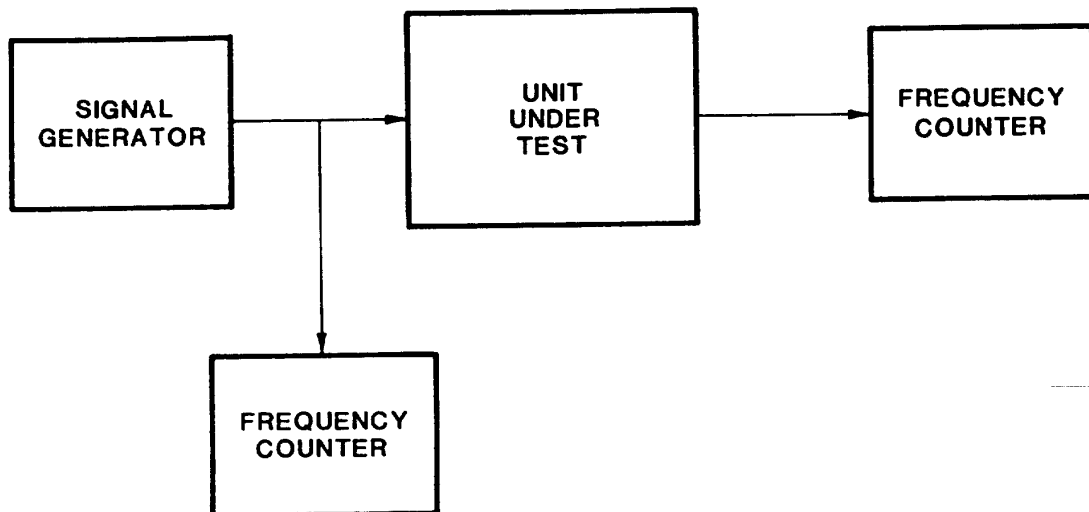 SIGNAL
GENERATOR
UNIT
UNDER
TEST
FREQUENCY
COUNTER
FREQUENCY
COUNTER